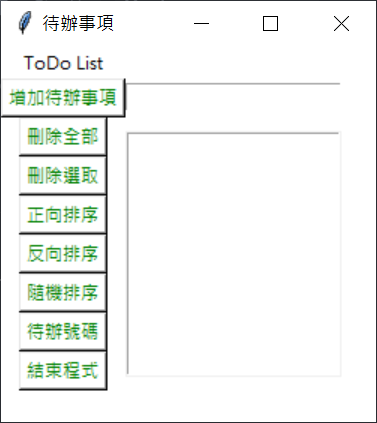 待辦事項
ToDo List
增加待辦事項
刪除全部
刪除選取
正向排序
反向排序
隨機排序
待辦號碼
結束程式